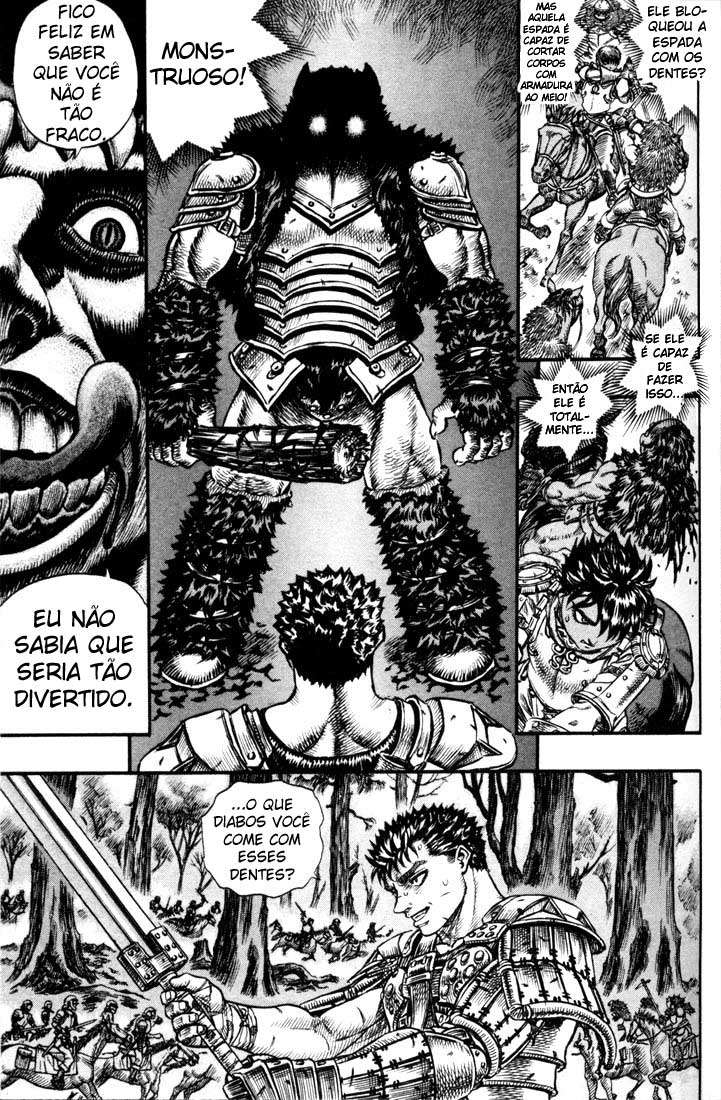 ELE BLO-
QUEOU A
ESPADA
COM OS
DENTES?
MAS
AQUELA
ESPADA É
CAPAZ DE
CORTAR
CORPOS
COM
ARMADURA
AO MEIO!
SE ELE
É CAPAZ
DE
FAZER
ISSO...
ENTÃO
ELE É
TOTAL-
MENTE...
MONS-
TRUOSO!
FICO
FELIZ EM
SABER
QUE VOCÊ
NÃO É
TÃO
FRACO.
EU NÃO
SABIA QUE
SERIA TÃO
DIVERTIDO.
...O QUE
DIABOS VOCÊ
COME COM
ESSES
DENTES?